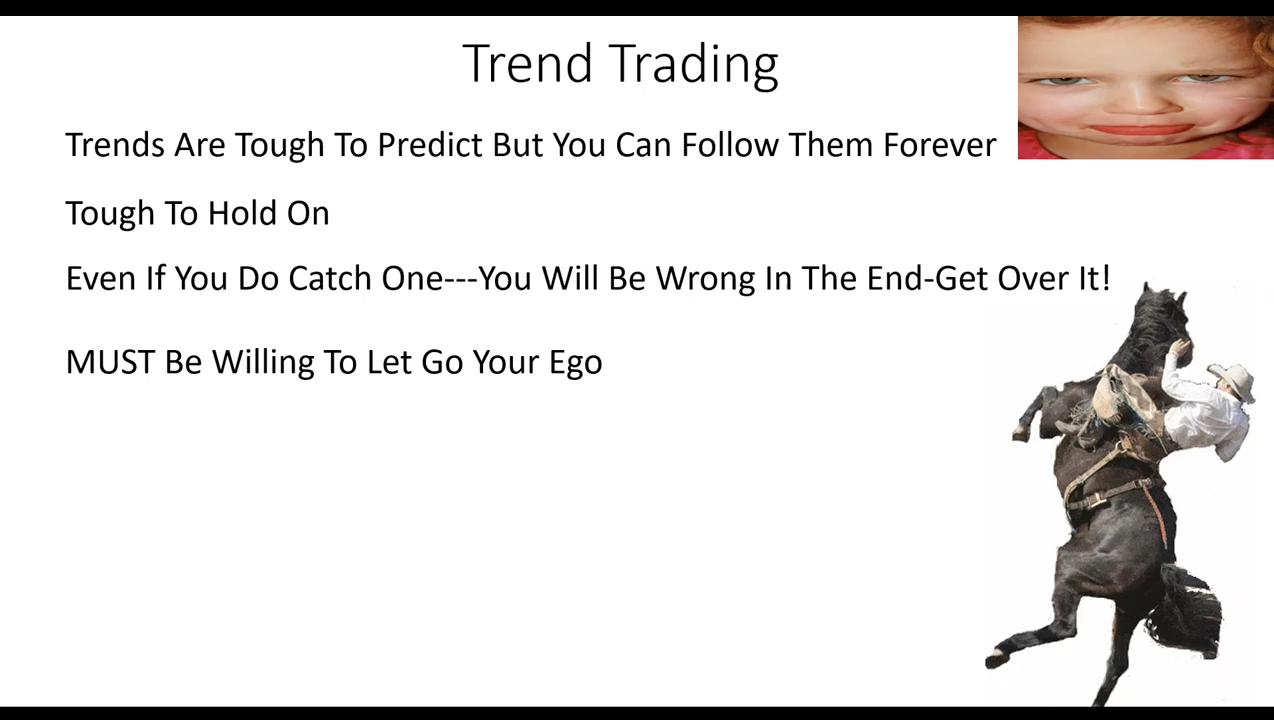 Trend Trading
Trends Are Tough To Predict But You Can Follow Them Forever
Tough To Hold On
Even If You Do Catch One---You Will Be Wrong In The End-Get Over It!
MUST Be Willing To Let Go Your Ego